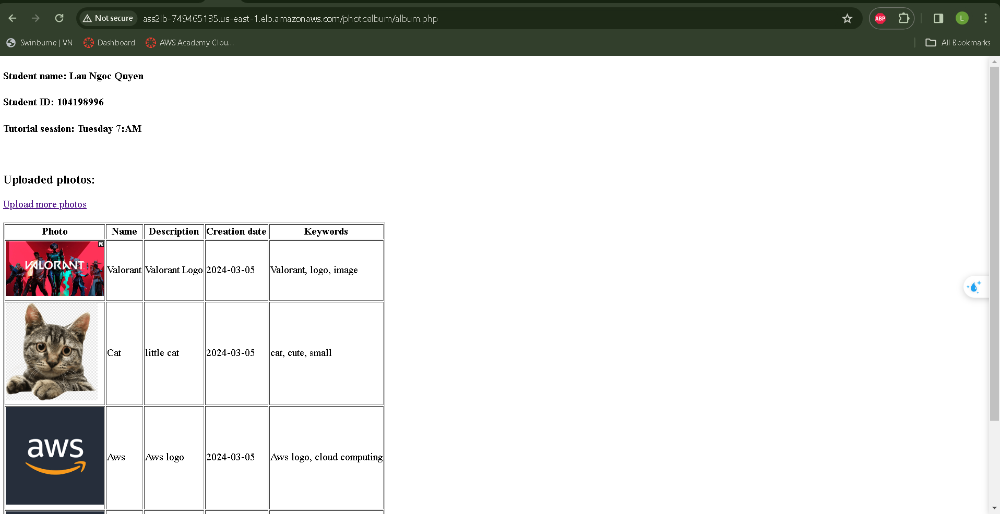 Not secure
ass2lb-749465135.us-east-1.elb.amazonaws.com/photoalbum/album.php
ABP
L
Swinburne | VN
Dashboard
AWS Academy Clou...
All Bookmarks
Student name: Lau Ngoc Quyen
Student ID: 104198996
Tutorial session: Tuesday 7:AM
Uploaded photos:
Upload more photos
Photo Name Description Creation date Keywords
PC
VALORANT
Valorant Valorant Logo 2024-03-05 Valorant, logo, image
Cat little cat 2024-03-05 cat, cute, small
aws
Aws Aws logo 2024-03-05 Aws logo, cloud computing